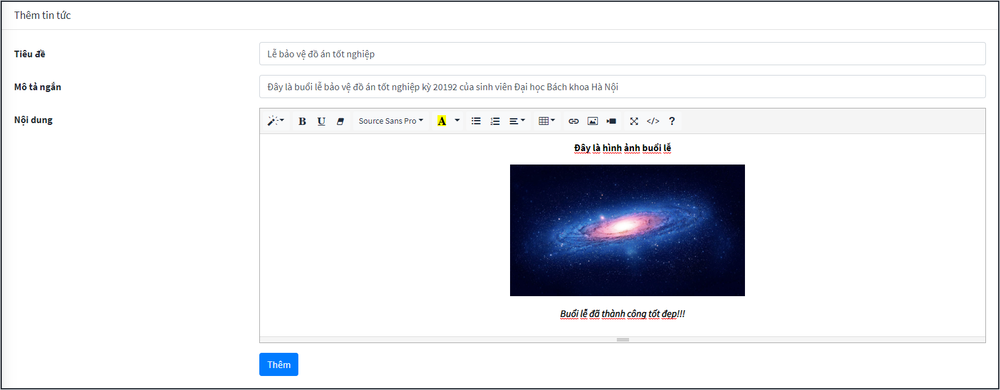 Thêm tin tức
Tiêu đề
Lễ bảo vệ đồ án tốt nghiệp
Mô tả ngắn
Đây là buổi lễ bảo vệ đồ án tốt nghiệp kỳ 20192 của sinh viên Đại học Bách khoa Hà Nội
Nội dung
B U Source Sans Pro A </> ?
Đây là hình ảnh buổi lễ
Buổi lễ đã thành công tốt đẹp!!!
Thêm